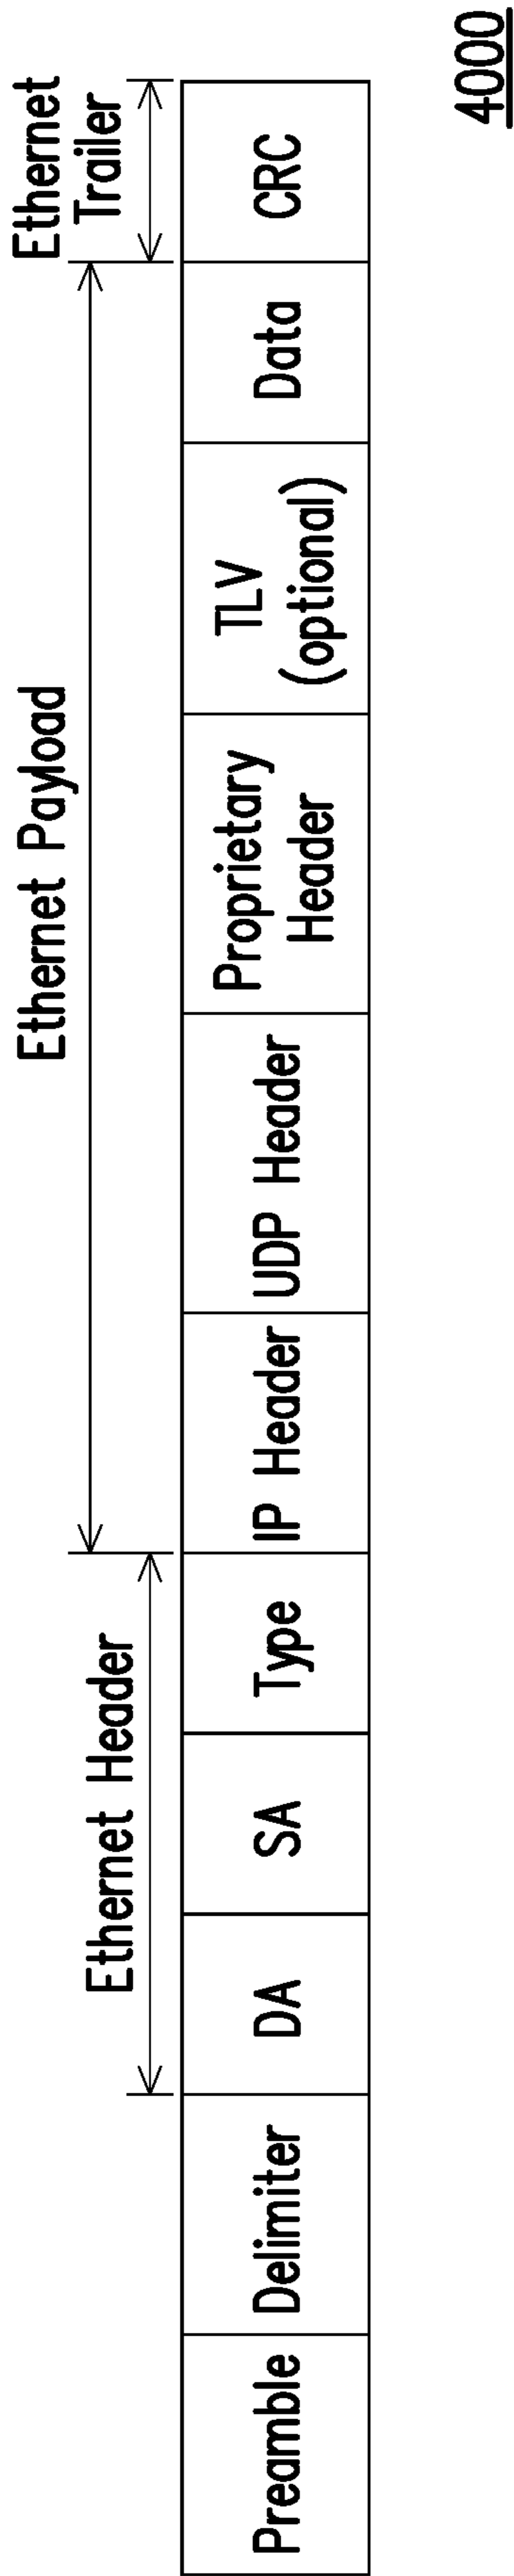 Ethernet Header
Ethernet Payload
Ethernet
Trailer
Preamble
Delimiter
DA
SA
Type
IP Header
UDP Header
Proprietary
Header
TLV
(optional)
Data
CRC
4000